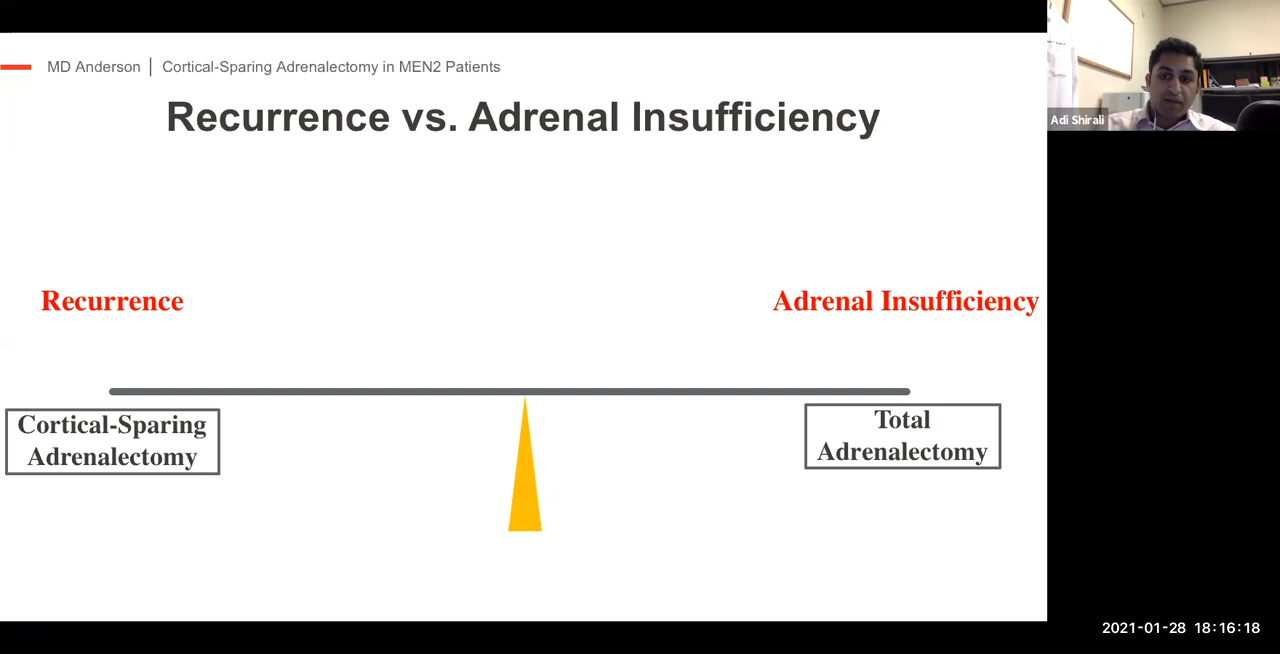 MD Anderson | Cortical-Sparing Adrenalectomy in MEN2 Patients
Recurrence vs. Adrenal Insufficiency
Adi Shirali
Recurrence
Adrenal Insufficiency
Cortical-Sparing
Adrenalectomy
Total
Adrenalectomy
2021-01-28 18:16:18